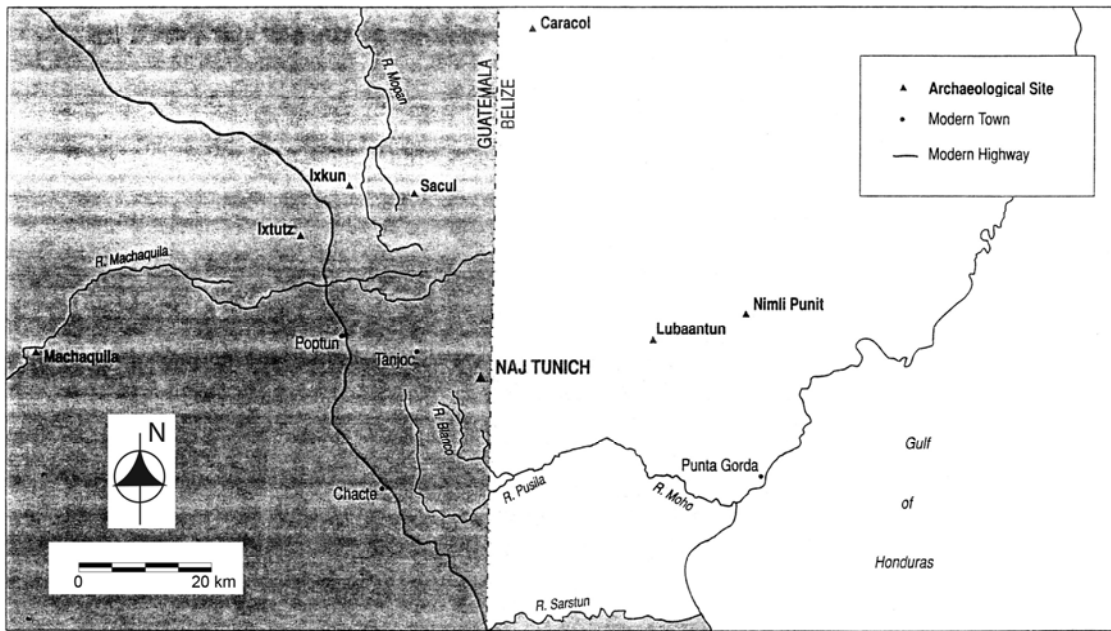 Caracol
R. Mopan
GUATEMALA
BELIZE
Archaeological Site
Modern Town
Modern Highway
Ixkun
Sacul
Ixtutz
R. Machaquila
Nimli Punit
Lubaantun
Poptun
Tanjoc
Machaquila
NAJ TUNICH
R. Blanco
N
Gulf
of
Honduras
Punta Gorda
Chacte
R. Pusila
R. Moho
0 20 km
R. Sarstun